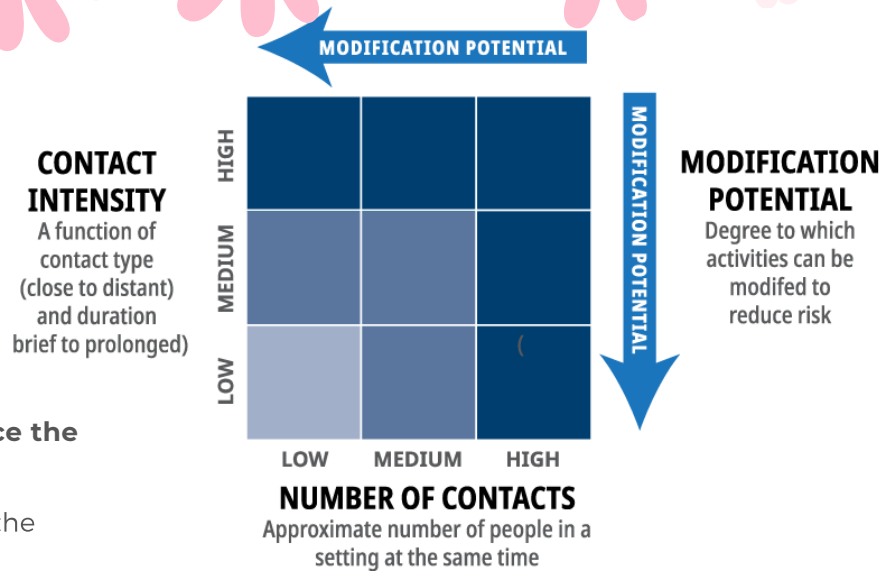 MODIFICATION POTENTIAL
CONTACT
INTENSITY
A function of
contact type
(close to distant)
and duration
brief to prolonged)
HIGH
MEDIUM
LOW
(
MODIFICATION POTENTIAL
MODIFICATION
POTENTIAL
Degree to which
activities can be
modifed to
reduce risk
LOW MEDIUM HIGH
NUMBER OF CONTACTS
Approximate number of people in a
setting at the same time
ce the
the